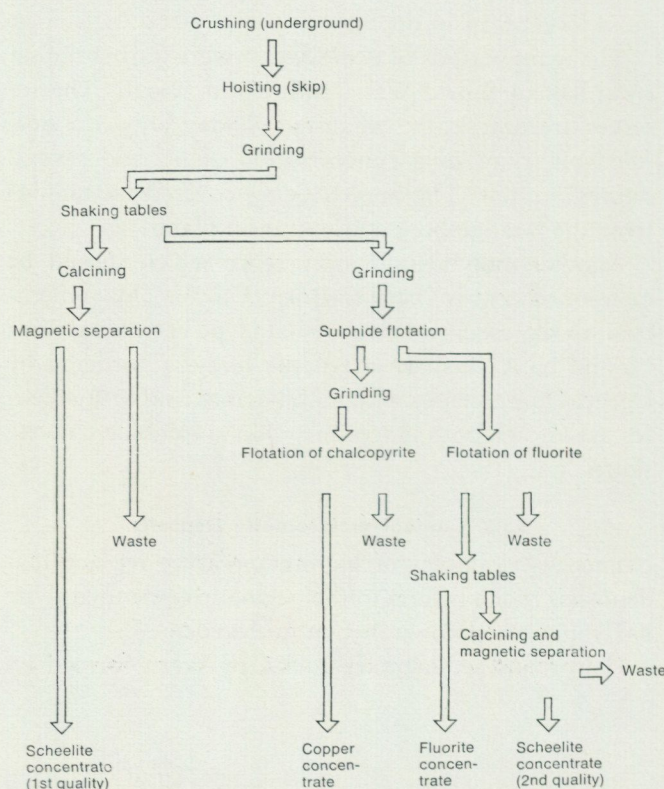 Crushing (underground)
Hoisting (skip)
Grinding
Shaking tables
Calcining
Grinding
Magnetic separation
Sulphide flotation
Grinding
Flotation of chalcopyrite
Flotation of fluorite
Waste
Waste
Waste
Shaking tables
Calcining and
magnetic separation
Waste
Scheelite
concentrate
(1st quality)
Copper
concen-
trate
Fluorite
concen-
trate
Scheelite
concentrate
(2nd quality)